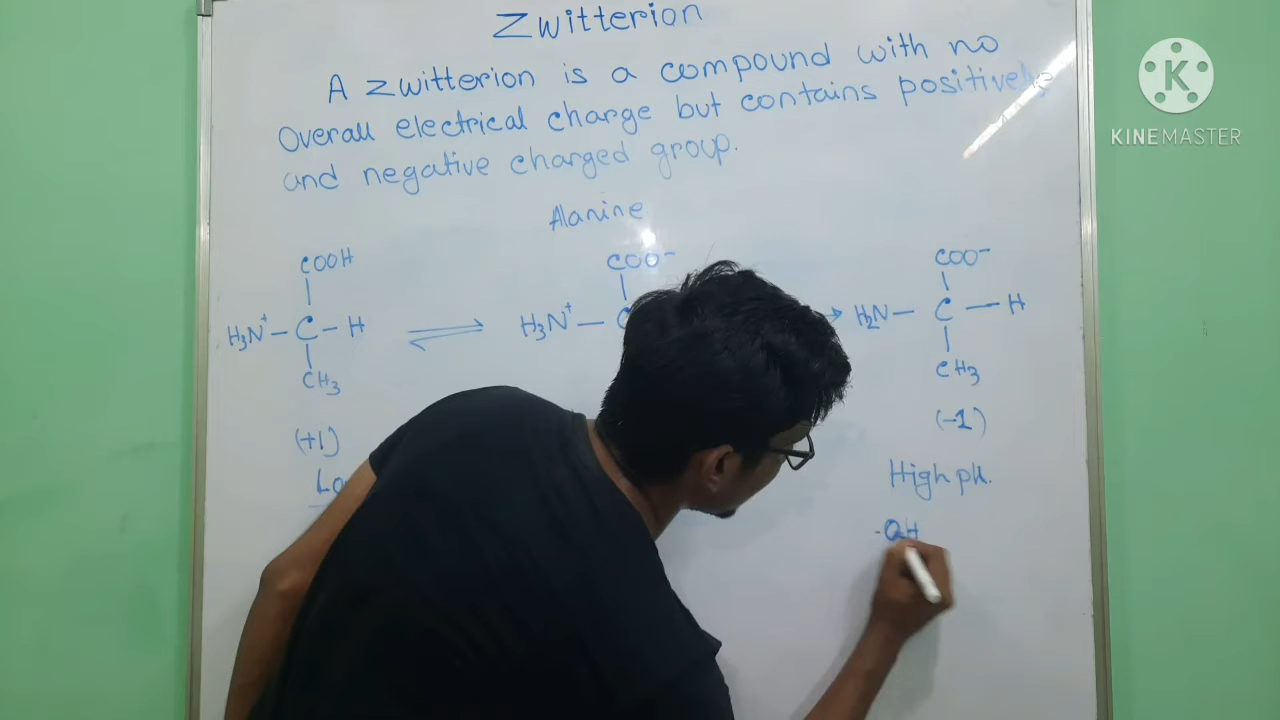 Zwitterion
A zwitterion is a compound with no
Overall electrical charge but contains positively
and negative charged group.
Alanine
COOH
H₃N⁺ – C – H
CH₃
(+1)
COO⁻
H₃N⁺ — C
COO⁻
H₂N – C — H
CH₃
(-1)
High pH.
-OH
KINEMASTER